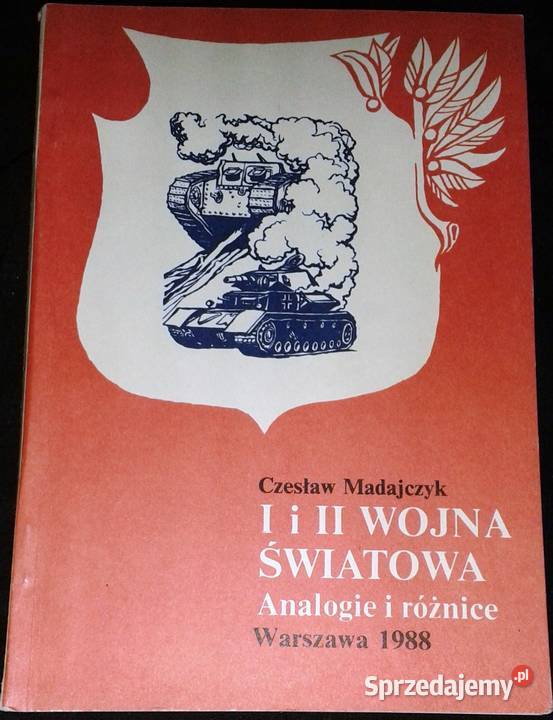 Czesław Madajczyk
I i II WOJNA
ŚWIATOWA
Analogie i różnice
Warszawa 1988
Sprzedajemy.pl